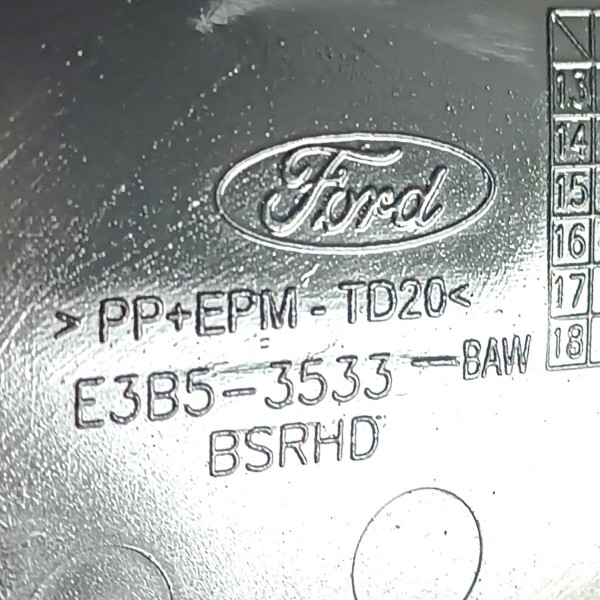 Ford
>PP+EPM-TD20<
E3B5-3533-BAW
BSRHD
13
14
15
16
17
18